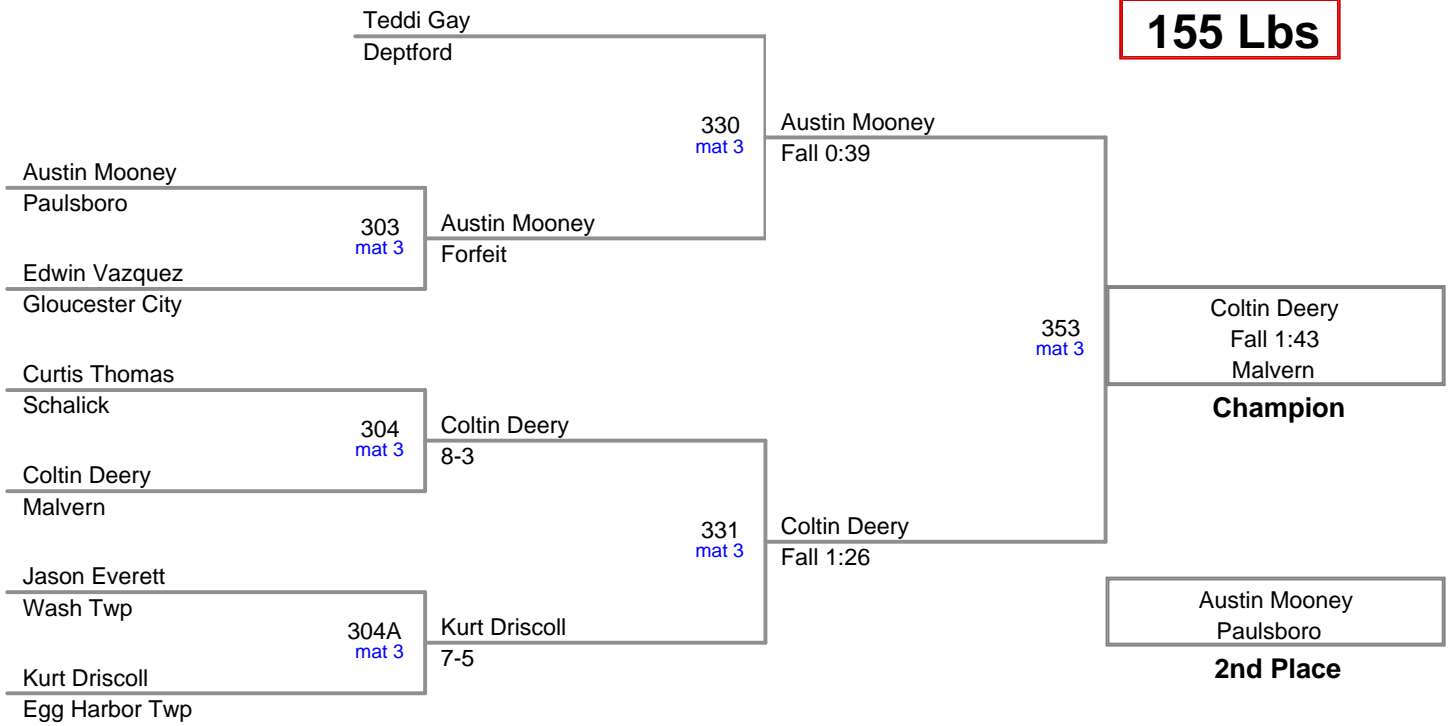 Teddi Gay
Deptford
155 Lbs
330
mat 3
Austin Mooney
Fall 0:39
Austin Mooney
Paulsboro
303
mat 3
Austin Mooney
Forfeit
Edwin Vazquez
Gloucester City
353
mat 3
Coltin Deery
Fall 1:43
Malvern
Champion
Curtis Thomas
Schalick
304
mat 3
Coltin Deery
8-3
Coltin Deery
Malvern
331
mat 3
Coltin Deery
Fall 1:26
Jason Everett
Wash Twp
304A
mat 3
Kurt Driscoll
7-5
Kurt Driscoll
Egg Harbor Twp
Austin Mooney
Paulsboro
2nd Place